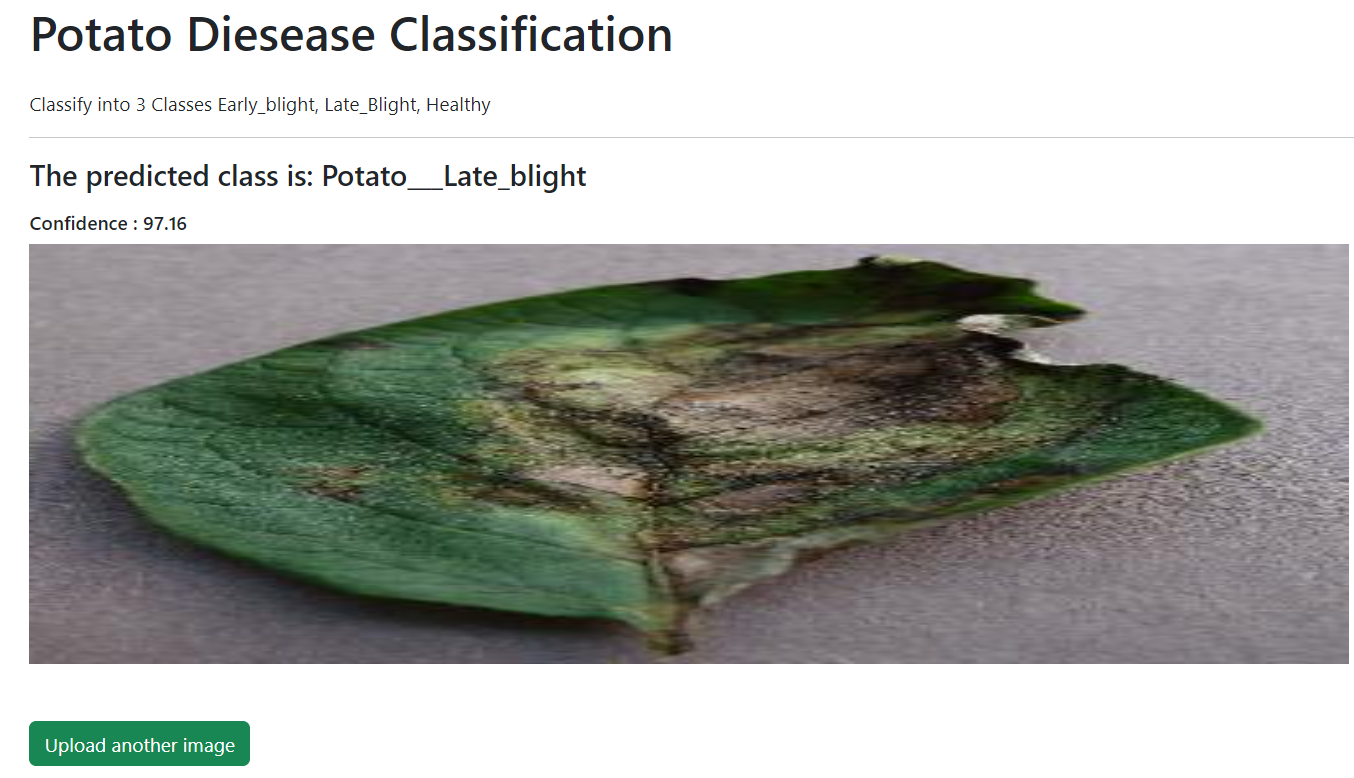 Potato Diesease Classification
Classify into 3 Classes Early_blight, Late_Blight, Healthy
The predicted class is: Potato___Late_blight
Confidence : 97.16
Upload another image